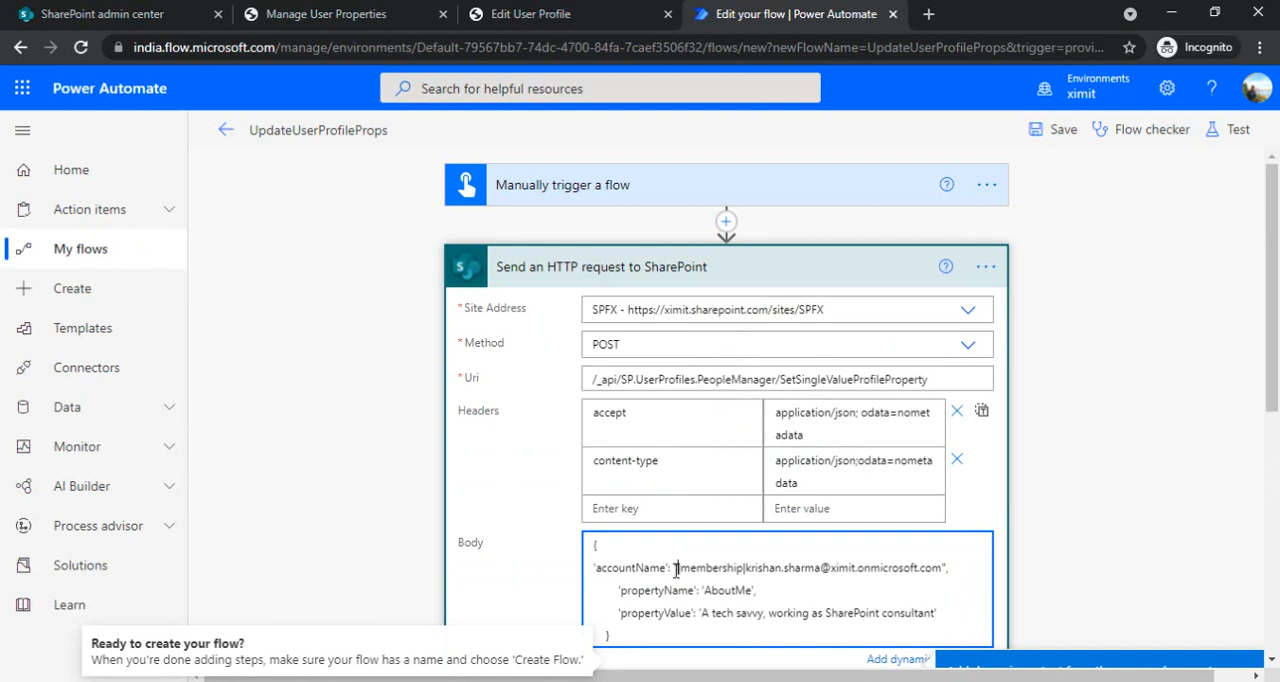 SharePoint admin center
Manage User Properties
Edit User Profile
Edit your flow | Power Automate
india.flow.microsoft.com/manage/environments/Default-79567bb7-74dc-4700-84fa-7caef3506f32/flows/new?newFlowName=UpdateUserProfileProps&trigger=provi...
Incognito
Power Automate
Search for helpful resources
Environments
ximit
UpdateUserProfileProps
Save
Flow checker
Test
Home
Action items
My flows
Create
Templates
Connectors
Data
Monitor
AI Builder
Process advisor
Solutions
Learn
Manually trigger a flow
Send an HTTP request to SharePoint
*Site Address
SPFX - https://ximit.sharepoint.com/sites/SPFX
*Method
POST
*Uri
/_api/SP.UserProfiles.PeopleManager/SetSingleValueProfileProperty
Headers
accept
application/json; odata=nomet
adata
content-type
application/json;odata=nometa
data
Enter key
Enter value
Body
{
'accountName': membership|krishan.sharma@ximit.onmicrosoft.com",
'propertyName': 'AboutMe',
'propertyValue': 'A tech savvy, working as SharePoint consultant'
}
Ready to create your flow?
When you're done adding steps, make sure your flow has a name and choose 'Create Flow.'
Add dynami